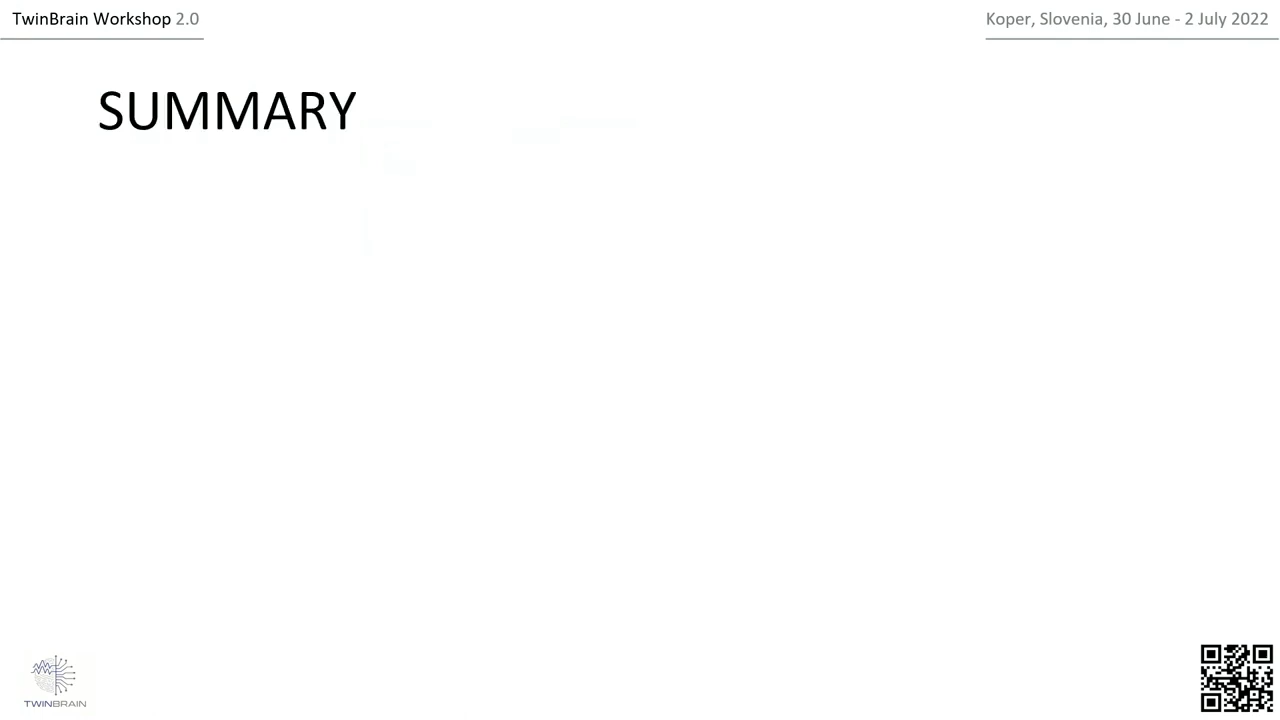 TwinBrain Workshop 2.0
Koper, Slovenia, 30 June - 2 July 2022
SUMMARY
TWINBRAIN